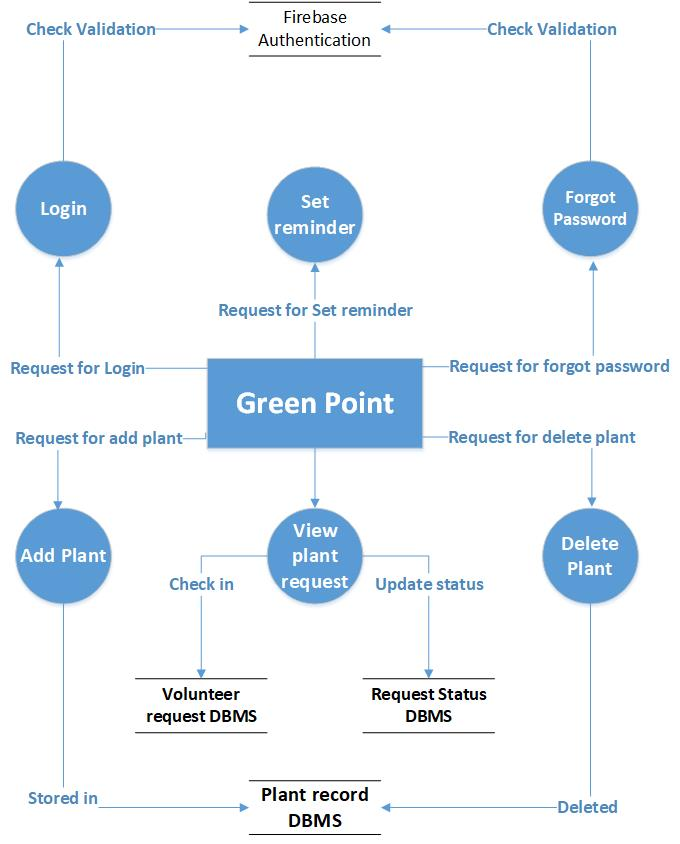 Firebase
Authentication
Check Validation
Check Validation
Login
Set
reminder
Forgot
Password
Request for Set reminder
Request for Login
Request for forgot password
Green Point
Request for add plant
Request for delete plant
Add Plant
View
plant
request
Delete
Plant
Check in
Update status
Volunteer
request DBMS
Request Status
DBMS
Stored in
Plant record
DBMS
Deleted